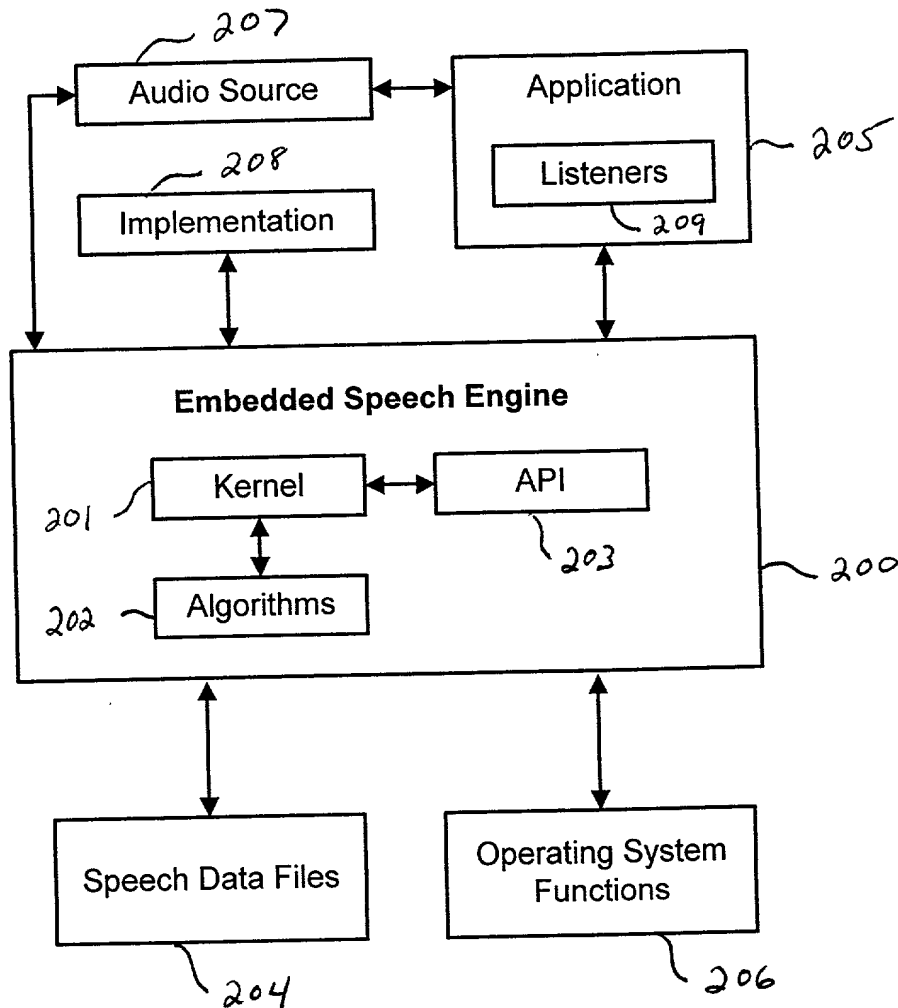 207
Audio Source
Application
205
208
Listeners
Implementation
209
Embedded Speech Engine
Kernel
API
201
203
200
Algorithms
202
Speech Data Files
Operating System
Functions
204
206